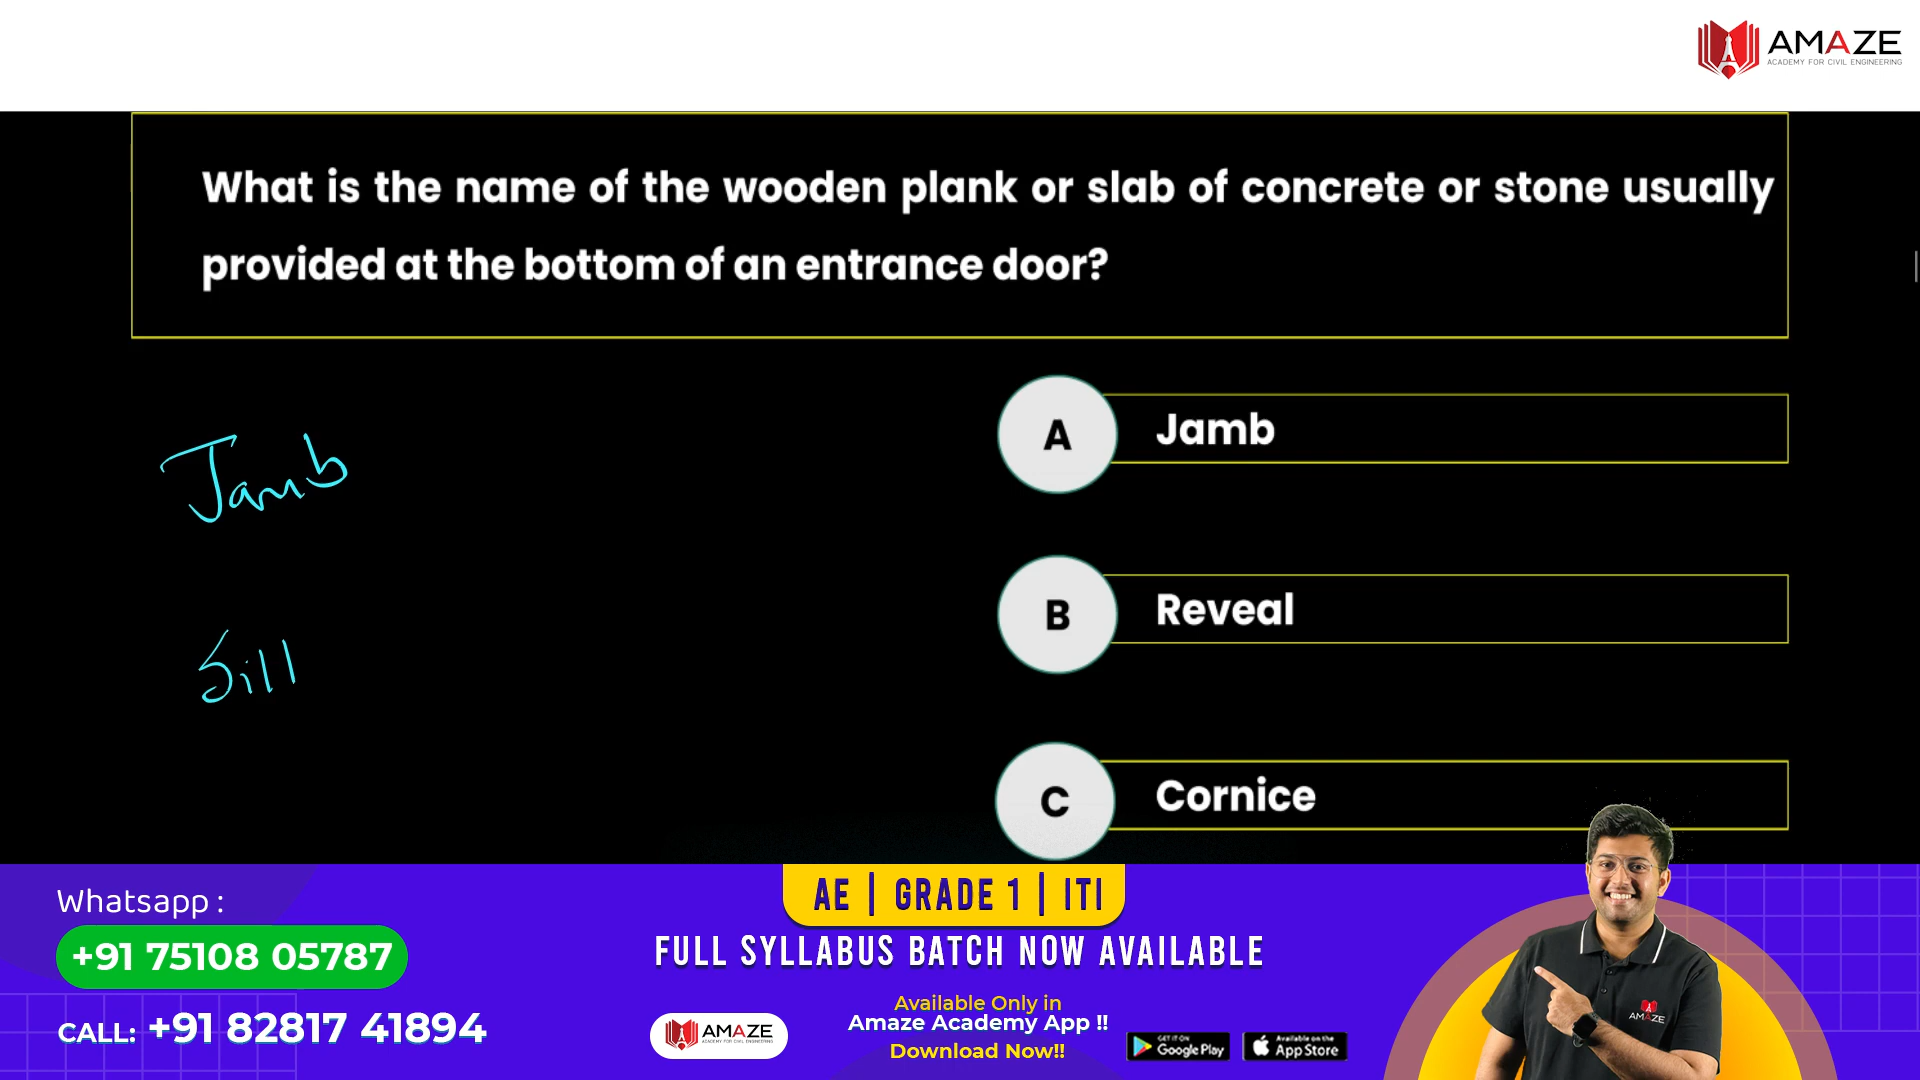 AMAZE
ACADEMY FOR CIVIL ENGINEERING
What is the name of the wooden plank or slab of concrete or stone usually
provided at the bottom of an entrance door?
A Jamb
Jamb
B Reveal
Sill
C Cornice
AE | GRADE 1 | ITI
FULL SYLLABUS BATCH NOW AVAILABLE
Whatsapp :
+91 75108 05787
CALL: +91 82817 41894
AMAZE
ACADEMY FOR CIVIL ENGINEERING
Available Only in
Amaze Academy App !!
Download Now!!
GET IT ON
Google Play
Available on the
App Store
AMAZE